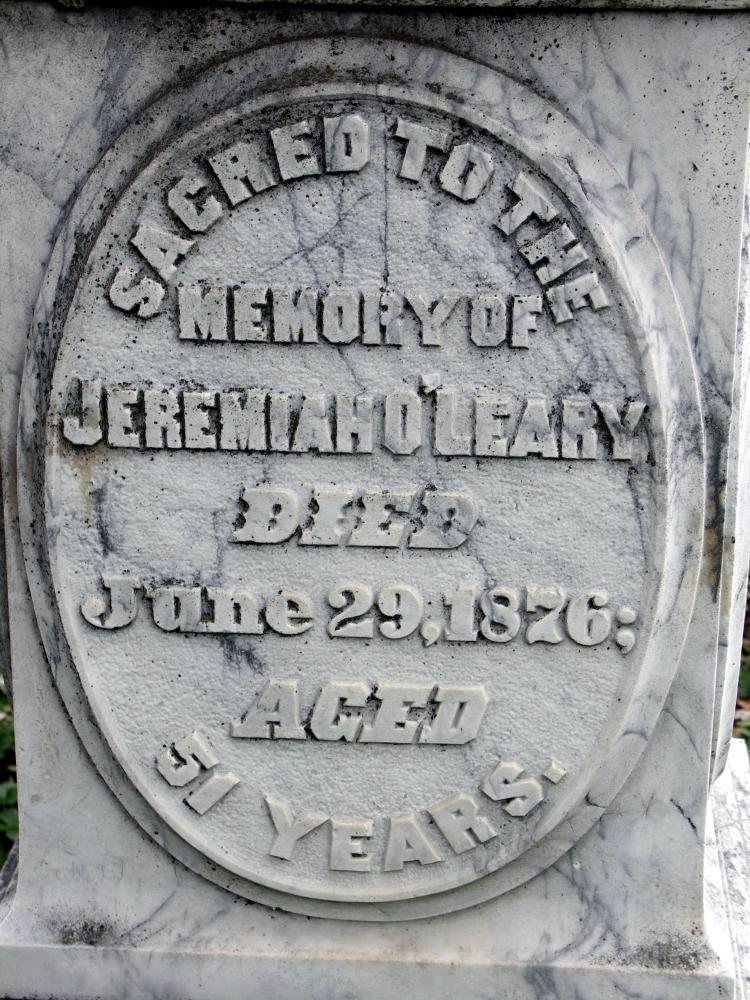 SACRED TO THE
MEMORY OF
JEREMIAH O'LEARY
DIED
June 29, 1876;
AGED
51 YEARS.